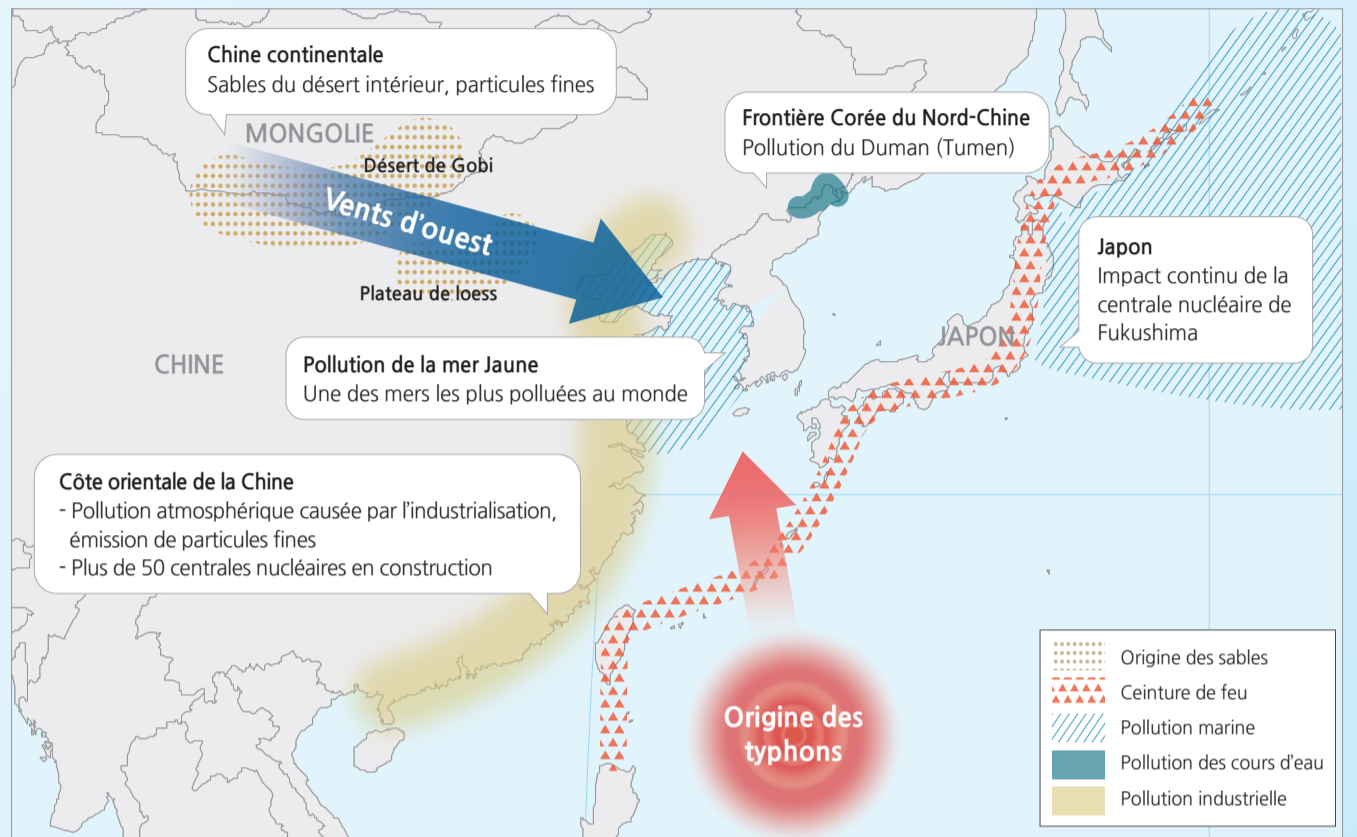 Chine continentale
Sables du désert intérieur, particules fines
MONGOLIE
Désert de Gobi
Vents d'ouest
Plateau de loess
Frontière Corée du Nord-Chine
Pollution du Duman (Tumen)
Japon
Impact continu de la
centrale nucléaire de
Fukushima
JAPON
CHINE
Pollution de la mer Jaune
Une des mers les plus polluées au monde
Côte orientale de la Chine
- Pollution atmosphérique causée par l'industrialisation,
émission de particules fines
- Plus de 50 centrales nucléaires en construction
Origine des
typhons
Origine des sables
Ceinture de feu
Pollution marine
Pollution des cours d'eau
Pollution industrielle